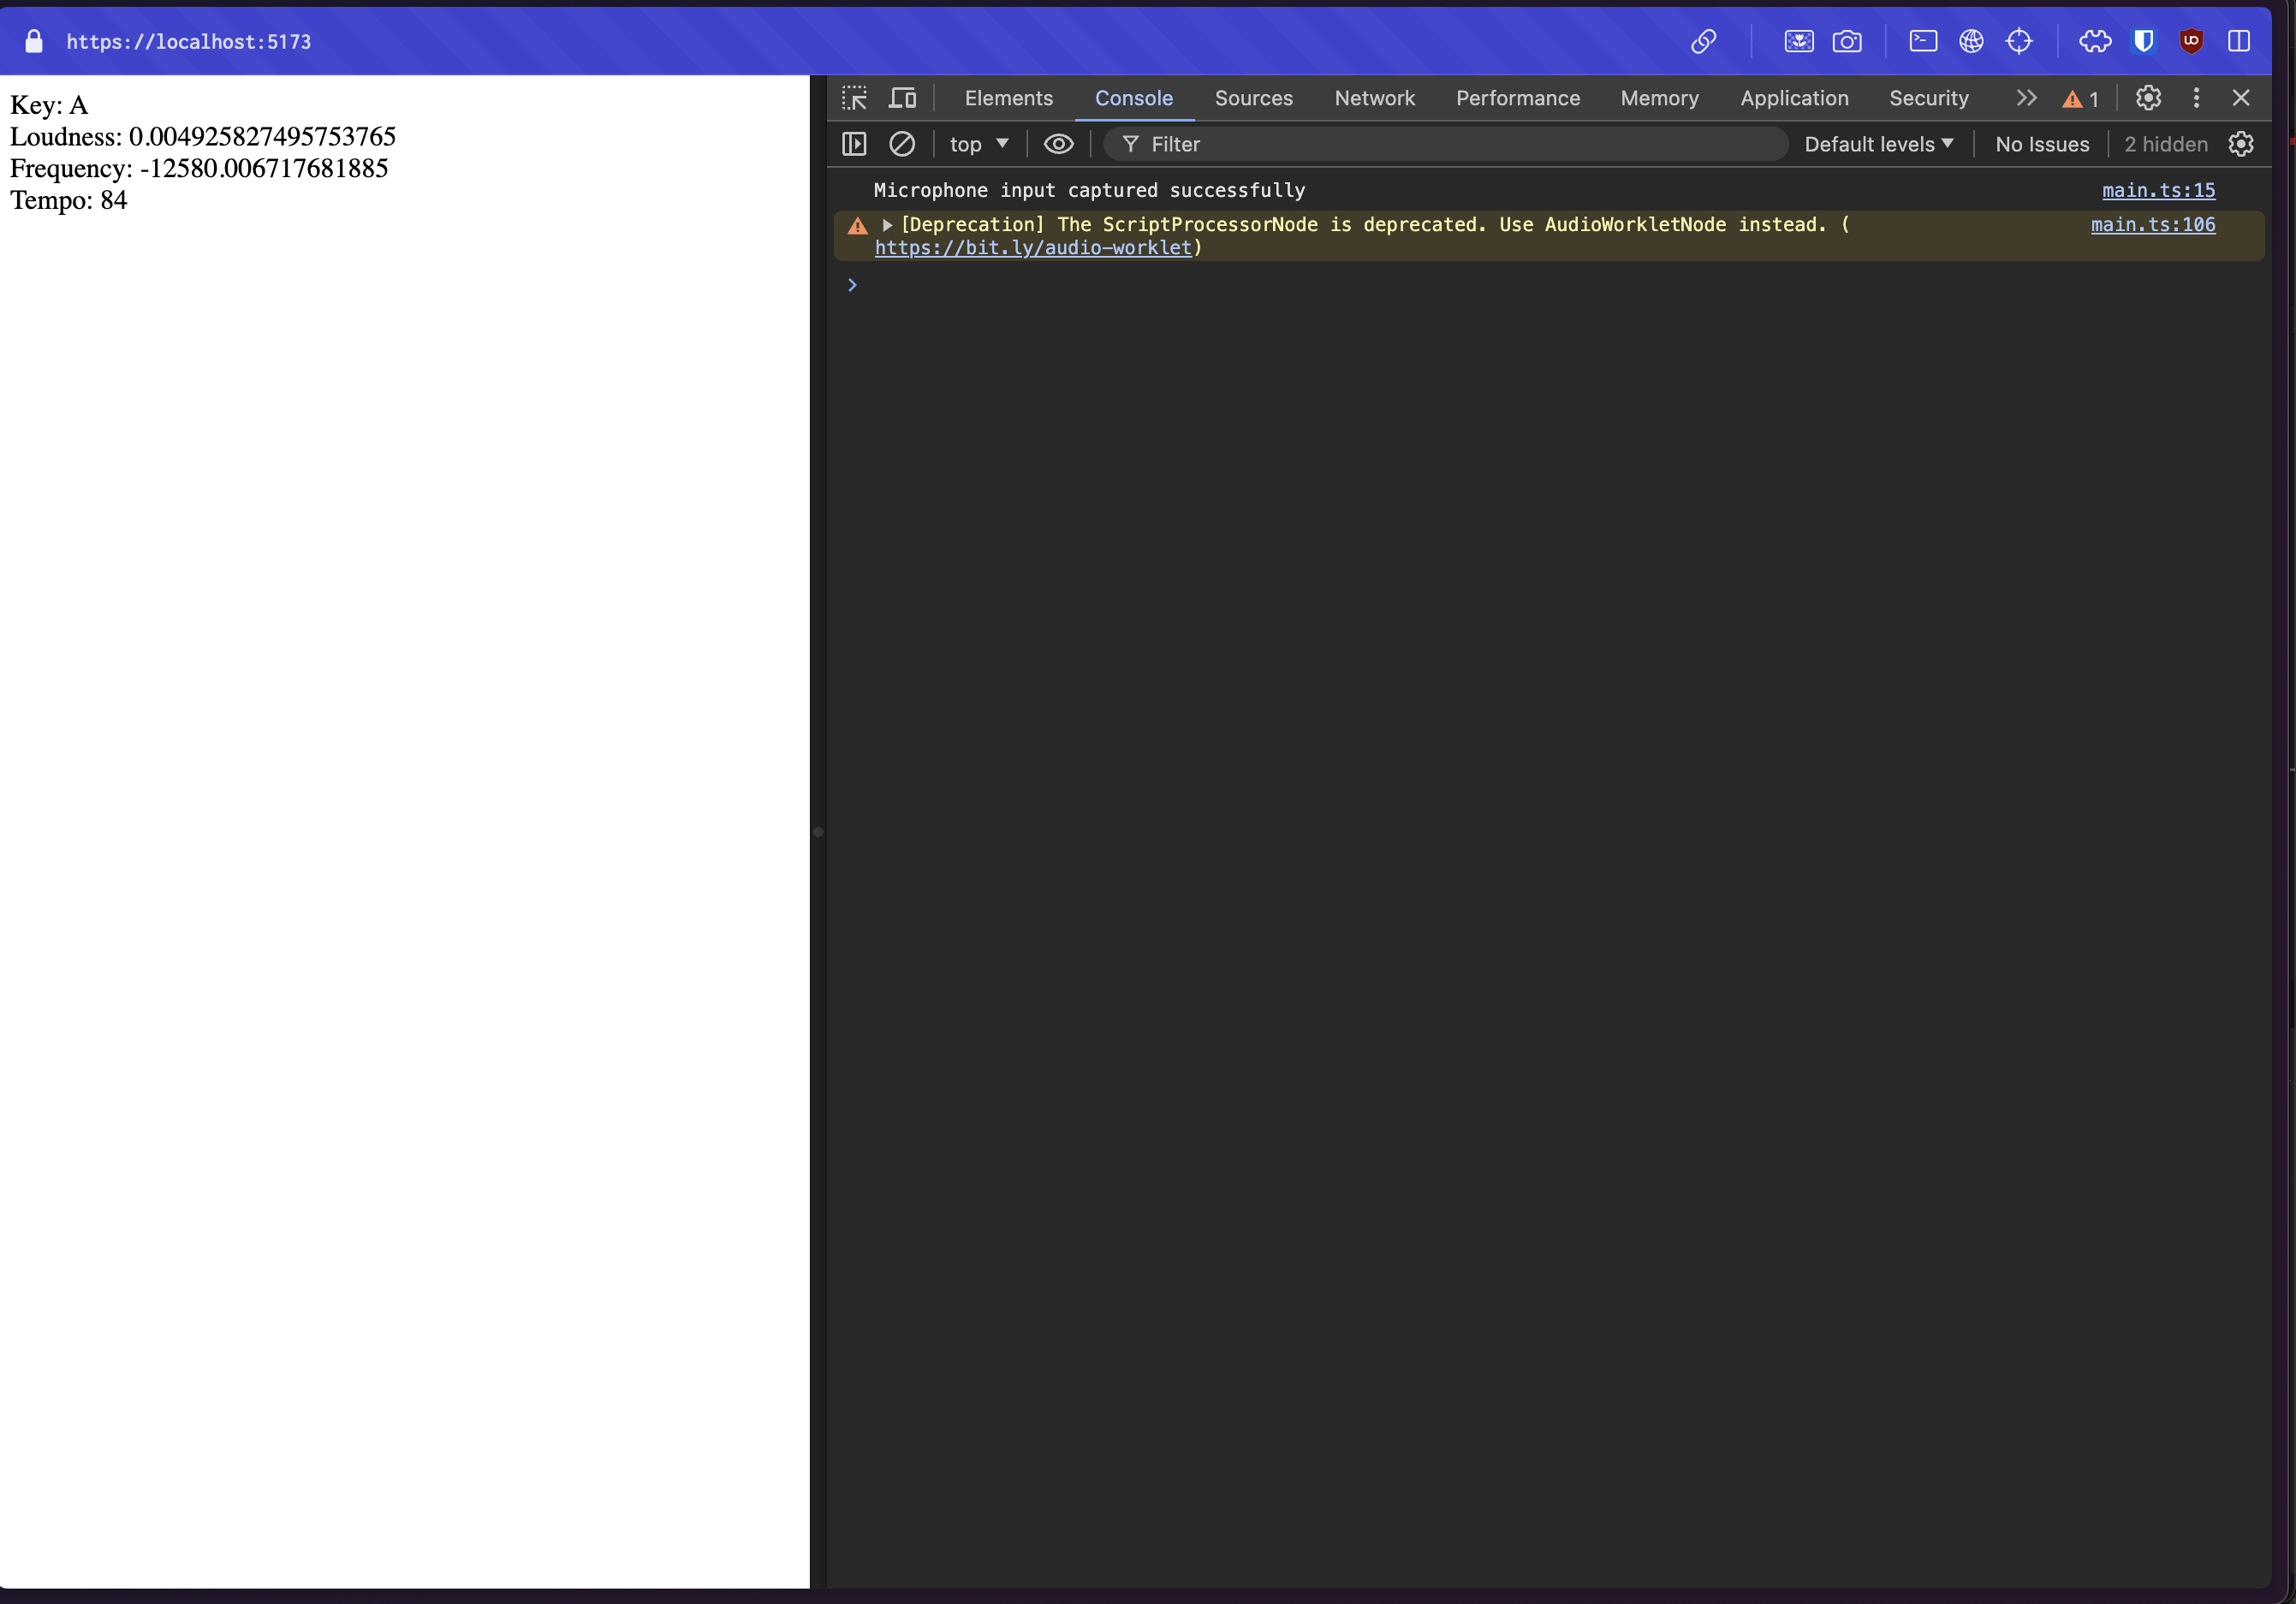 https://localhost:5173
Key: A
Loudness: 0.004925827495753765
Frequency: -12580.006717681885
Tempo: 84
Elements Console Sources Network Performance Memory Application Security 1
top Filter Default levels No Issues 2 hidden
Microphone input captured successfully main.ts:15
[Deprecation] The ScriptProcessorNode is deprecated. Use AudioWorkletNode instead. ( main.ts:106
https://bit.ly/audio-worklet)